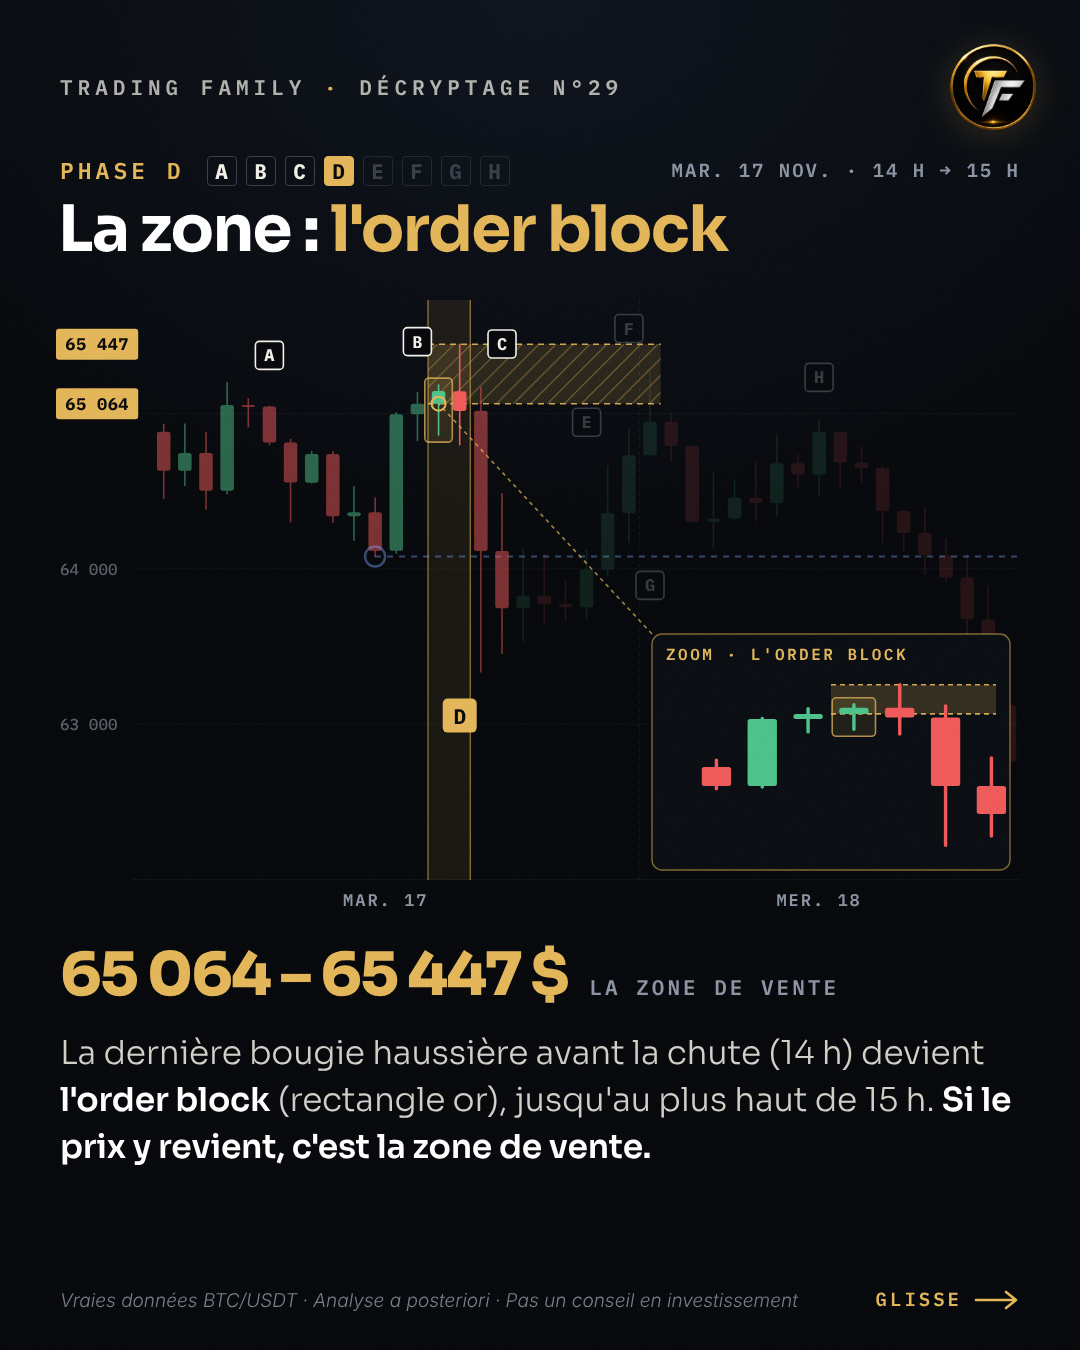 TRADING FAMILY · DÉCRYPTAGE N°29
TF
PHASE D A B C D E F G H
MAR. 17 NOV. · 14 H → 15 H
La zone : l'order block
65 447
65 064
64 000
63 000
A
B
C
F
H
E
G
D
ZOOM · L'ORDER BLOCK
MAR. 17
MER. 18
65 064 – 65 447 $ LA ZONE DE VENTE
La dernière bougie haussière avant la chute (14 h) devient
l'order block (rectangle or), jusqu'au plus haut de 15 h. Si le
prix y revient, c'est la zone de vente.
Vraies données BTC/USDT · Analyse a posteriori · Pas un conseil en investissement
GLISSE →